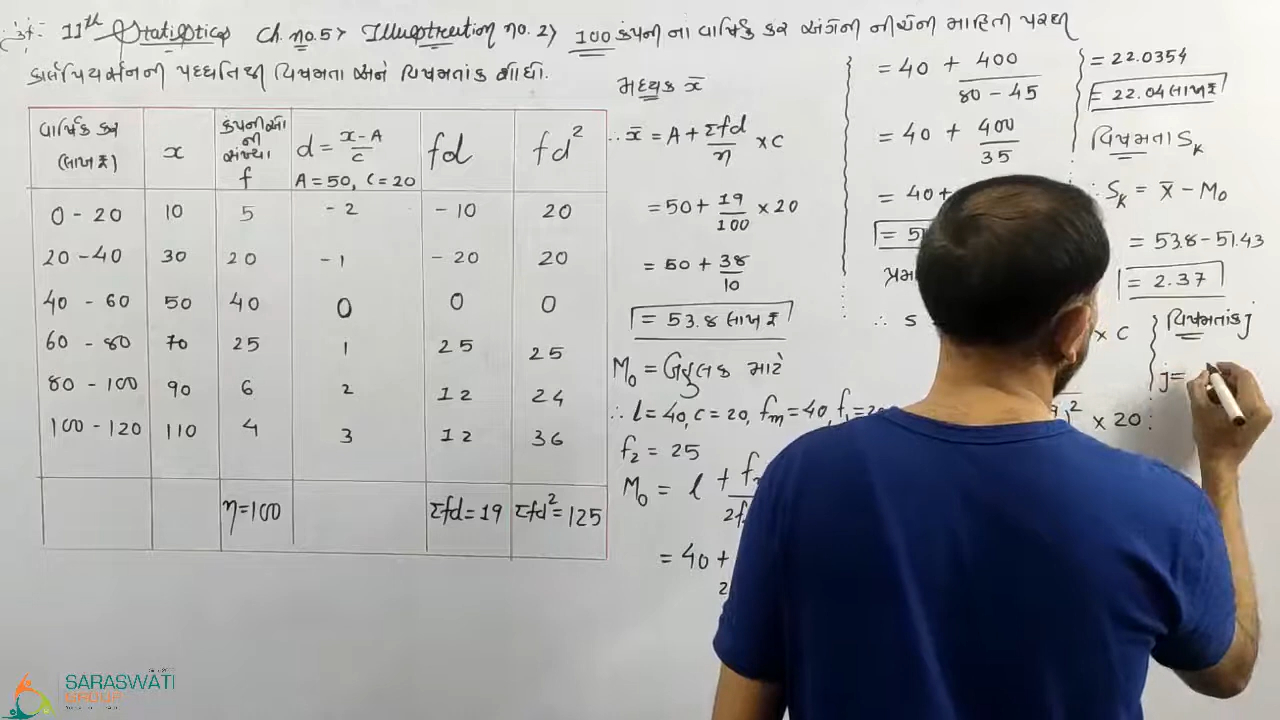 11th Statistics Ch. no. 5> Illustration no. 2) 100 કંપની ના વાર્ષિક કર અંગેની નીચેની માહિતી પરથી
કાર્લ પિયર્સનની પધ્ધતિથી વિષમતા અને વિષમતાંક શોધો.
વાર્ષિક કર (લાખ ₹) x કંપનીઓ ની સંખ્યા f d = x-A/c A=50, C=20 fd fd²
0 - 20 10 5 - 2 - 10 20
20 - 40 30 20 - 1 - 20 20
40 - 60 50 40 0 0 0
60 - 80 70 25 1 25 25
80 - 100 90 6 2 12 24
100 - 120 110 4 3 12 36
n=100 Σfd=19 Σfd²=125
મધ્યક x̄
∴ x̄ = A + Σfd/n × C
= 50 + 19/100 × 20
= 50 + 38/10
= 53.8 લાખ ₹
M₀ = બહુલક માટે
∴ l = 40, c = 20, fm = 40, f₁=20
f₂ = 25
M₀ = l +
= 40 +
= 40 + 400/80 - 45
= 40 + 400/35
= 40 +
∴ S
× C
× 20
= 22.0354
= 22.04 લાખ ₹
વિષમતા Sk
∴ Sk = x̄ - M₀
= 53.8 - 51.43
= 2.37
વિષમતાંક j
j =
SARASWATI
GROUP